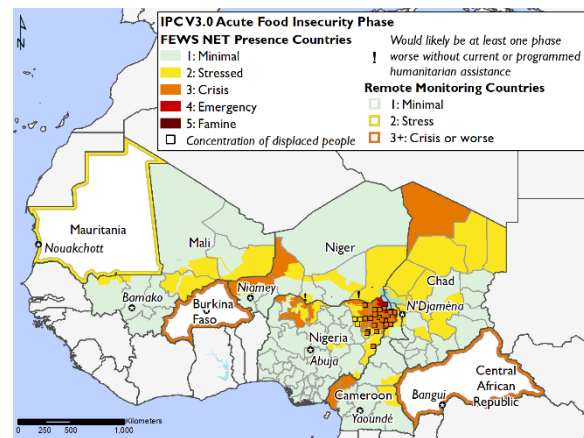 IPC V3.0 Acute Food Insecurity Phase
FEWS NET Presence Countries
1: Minimal
2: Stressed
3: Crisis
4: Emergency
5: Famine
Concentration of displaced people
! Would likely be at least one phase
worse without current or programmed
humanitarian assistance
Remote Monitoring Countries
1: Minimal
2: Stress
3+: Crisis or worse
N
Mauritania
Nouakchott
Mali
Niger
Chad
Bamako
Burkina
Faso
Niamey
!
!
N'Djamena
Nigeria
Abuja
Cameroon
Yaoundé
Central
African
Republic
Bangui
Kilometers
0 250 500 1,000